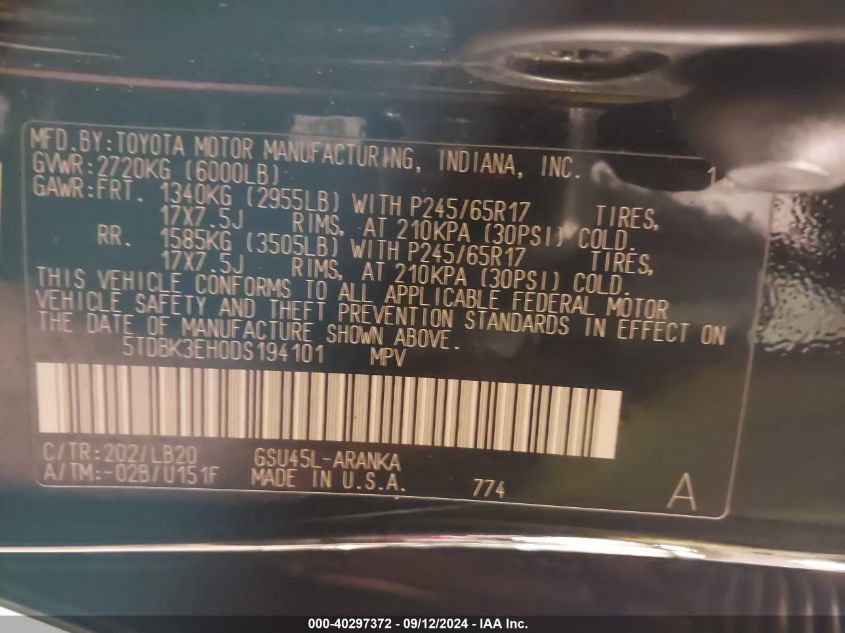 MFD.BY:TOYOTA MOTOR MANUFACTURING, INDIANA, INC.
GVWR:2720KG (6000LB) 1
GAWR:FRT. 1340KG (2955LB) WITH P245/65R17 TIRES,
17X7.5J RIMS, AT 210KPA (30PSI) COLD.
RR. 1585KG (3505LB) WITH P245/65R17 TIRES,
17X7.5J RIMS, AT 210KPA (30PSI) COLD.
THIS VEHICLE CONFORMS TO ALL APPLICABLE FEDERAL MOTOR
VEHICLE SAFETY AND THEFT PREVENTION STANDARDS IN EFFECT ON
THE DATE OF MANUFACTURE SHOWN ABOVE.
5TDBK3EH0DS194101 MPV
C/TR:202/LB20 GSU45L-ARANKA
A/TM:-02B/U151F MADE IN U.S.A. 774 A
000-40297372 - 09/12/2024 - IAA Inc.